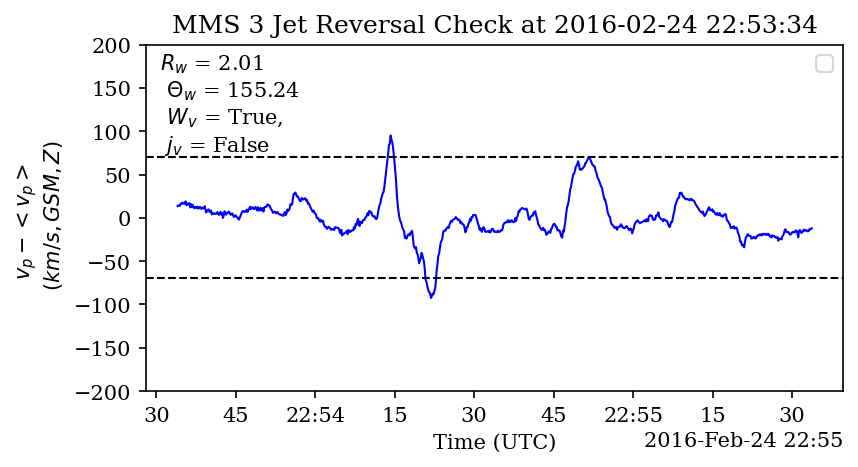 MMS 3 Jet Reversal Check at 2016-02-24 22:53:34
R_w = 2.01
Θ_w = 155.24
W_v = True,
j_v = False
v_p − < v_p >
(km/s, GSM, Z)
200
150
100
50
0
−50
−100
−150
−200
30 45 22:54 15 30 45 22:55 15 30
Time (UTC)
2016-Feb-24 22:55